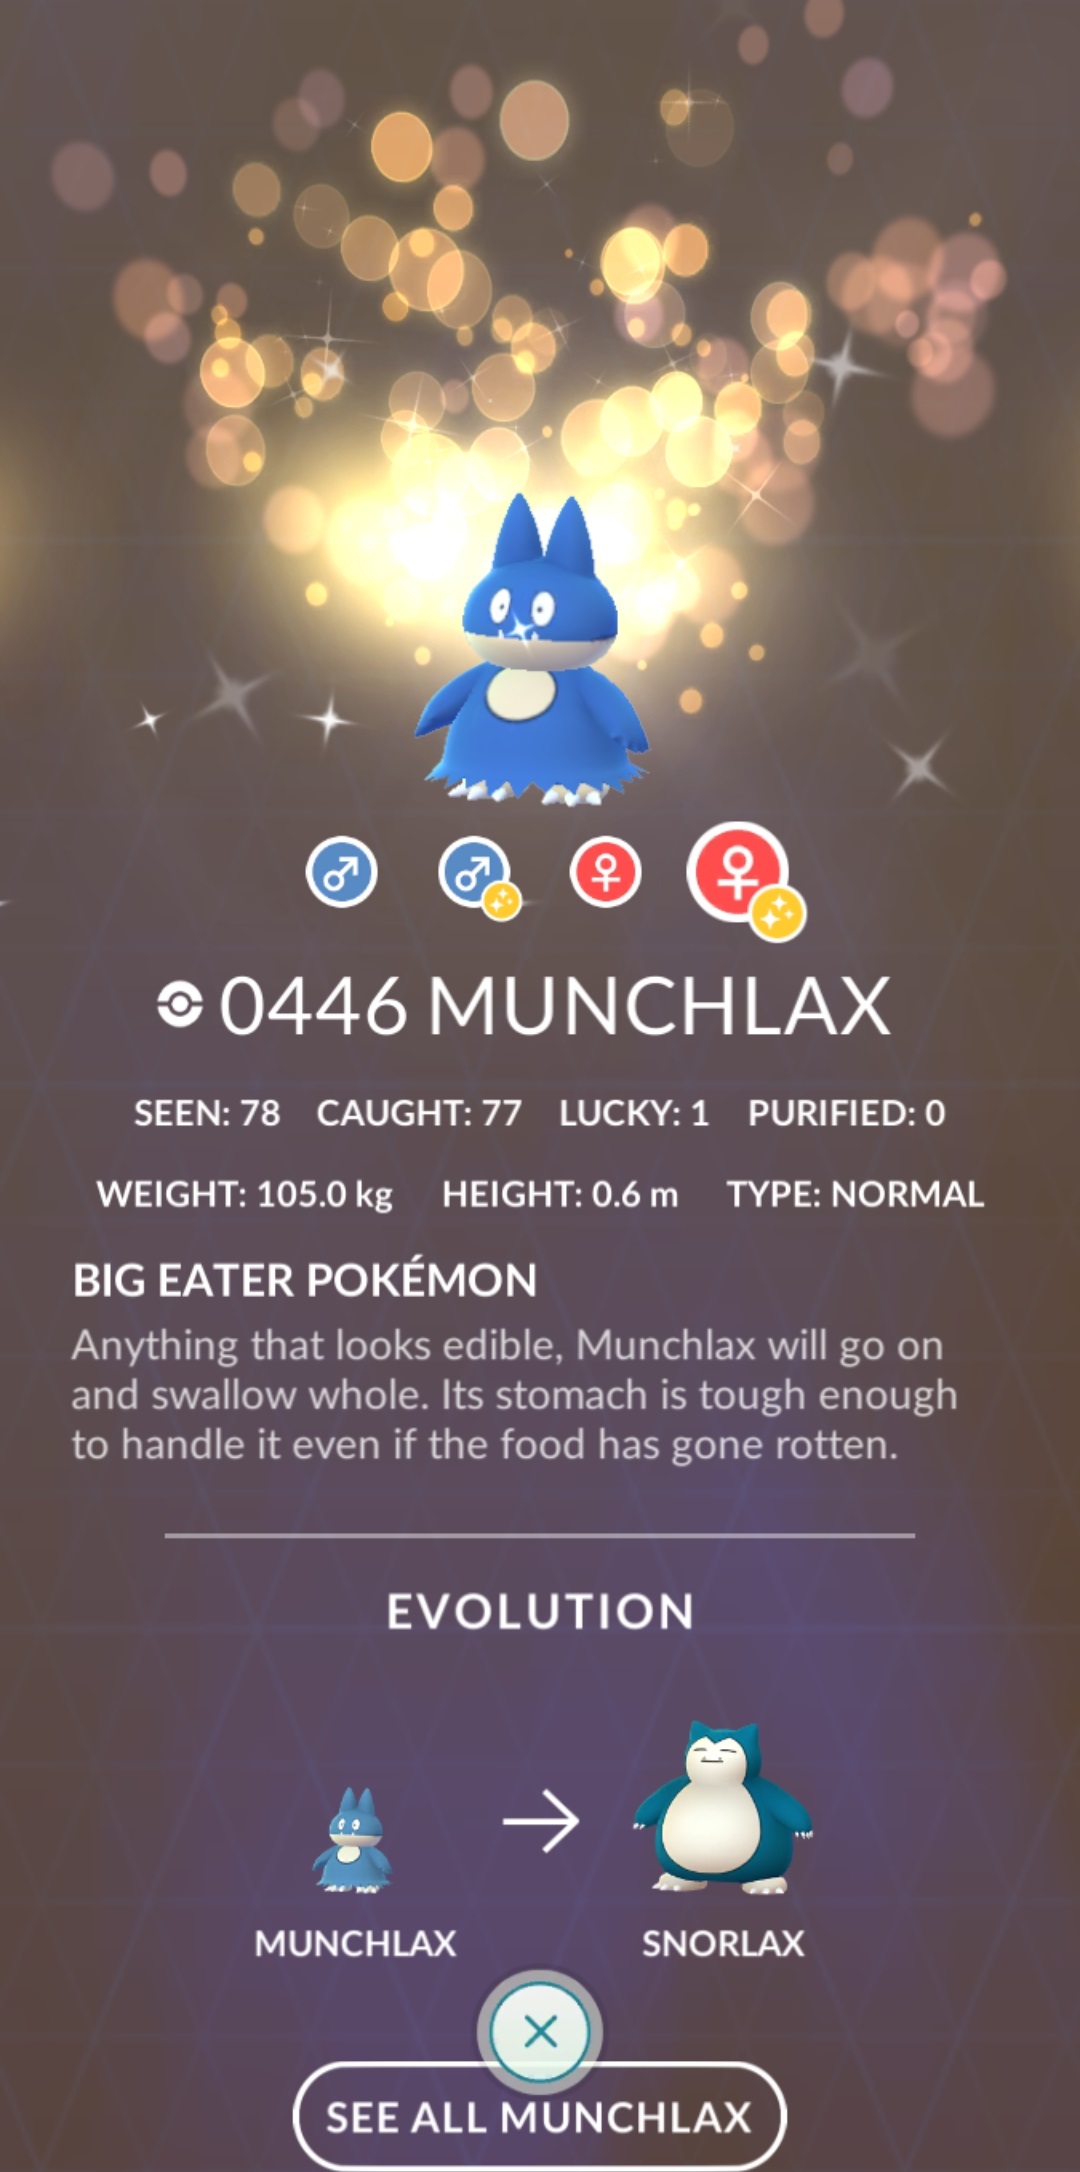 0446 MUNCHLAX
SEEN: 78 CAUGHT: 77 LUCKY: 1 PURIFIED: 0
WEIGHT: 105.0 kg HEIGHT: 0.6 m TYPE: NORMAL
BIG EATER POKÉMON
Anything that looks edible, Munchlax will go on
and swallow whole. Its stomach is tough enough
to handle it even if the food has gone rotten.
EVOLUTION
MUNCHLAX SNORLAX
SEE ALL MUNCHLAX